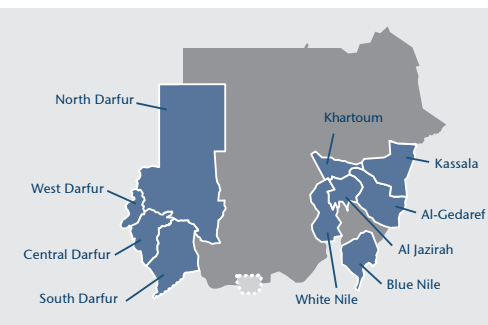 North Darfur
Khartoum
Kassala
West Darfur
Al-Gedaref
Al Jazirah
Central Darfur
Blue Nile
South Darfur
White Nile